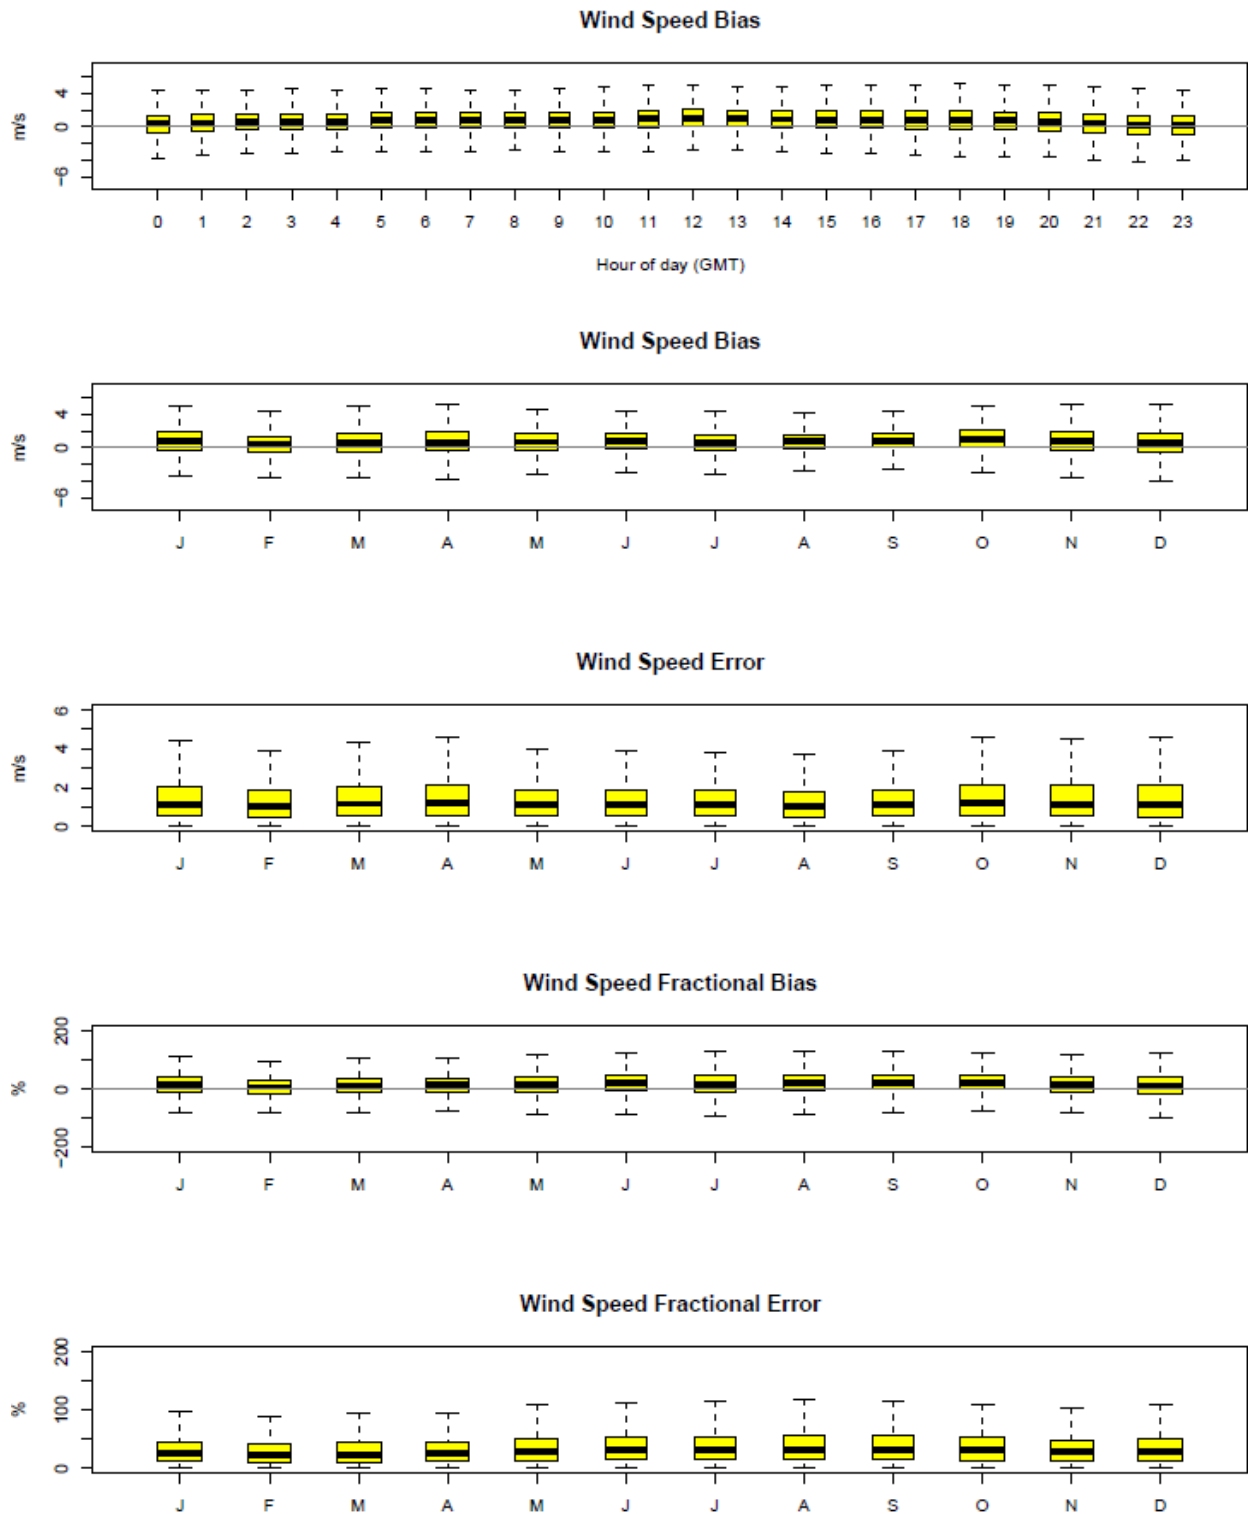 Wind Speed Bias
m/s
4
0
-6
0 1 2 3 4 5 6 7 8 9 10 11 12 13 14 15 16 17 18 19 20 21 22 23
Hour of day (GMT)
Wind Speed Bias
m/s
4
0
-6
J F M A M J J A S O N D
Wind Speed Error
m/s
6
4
2
0
J F M A M J J A S O N D
Wind Speed Fractional Bias
%
200
0
-200
J F M A M J J A S O N D
Wind Speed Fractional Error
%
200
100
0
J F M A M J J A S O N D